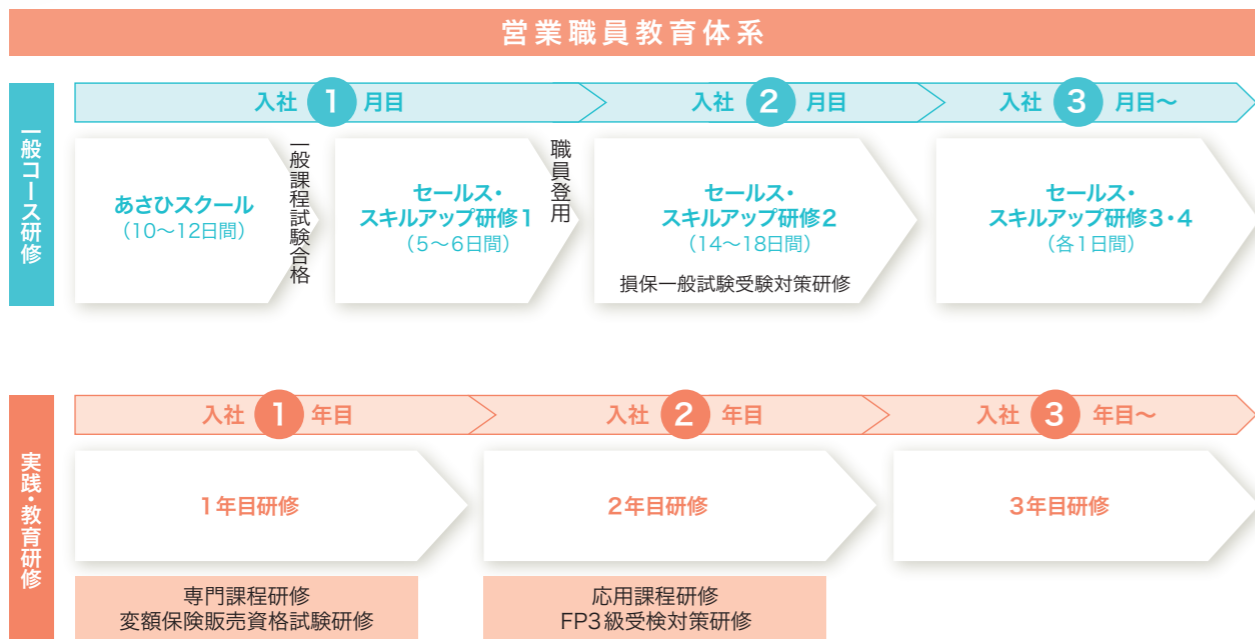 営業職員教育体系
一般コース研修
入社 1 月目
入社 2 月目
入社 3 月目〜
あさひスクール
（10〜12日間）
一般課程試験合格
セールス・
スキルアップ研修1
（5〜6日間）
職員登用
セールス・
スキルアップ研修2
（14〜18日間）
損保一般試験受験対策研修
セールス・
スキルアップ研修3・4
（各1日間）
実践・教育研修
入社 1 年目
入社 2 年目
入社 3 年目〜
1年目研修
2年目研修
3年目研修
専門課程研修
変額保険販売資格試験研修
応用課程研修
FP3級受検対策研修